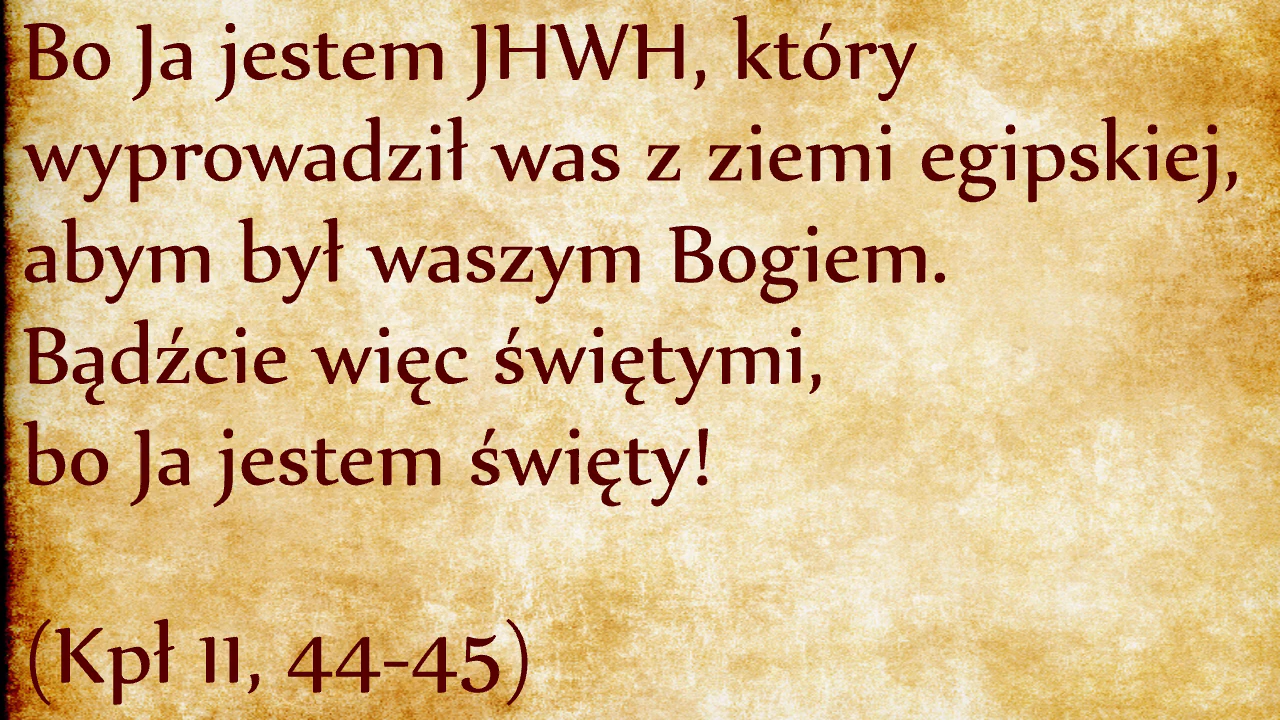 Bo Ja jestem JHWH, który
wyprowadził was z ziemi egipskiej,
abym był waszym Bogiem.
Bądźcie więc świętymi,
bo Ja jestem święty!
(Kpł 11, 44-45)